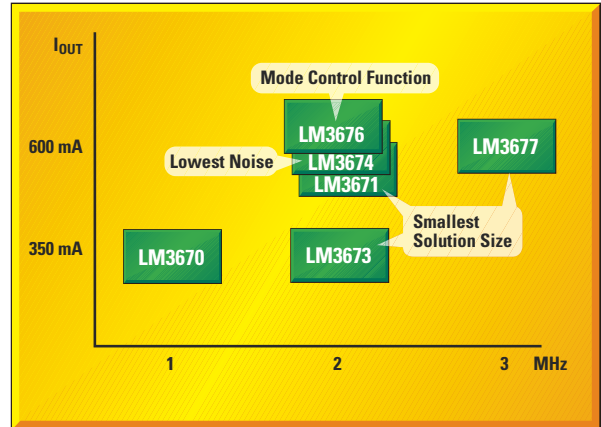 IOUT
Mode Control Function
600 mA
LM3676
LM3677
Lowest Noise
LM3674
LM3671
Smallest
Solution Size
350 mA
LM3670
LM3673
1
2
3
MHz